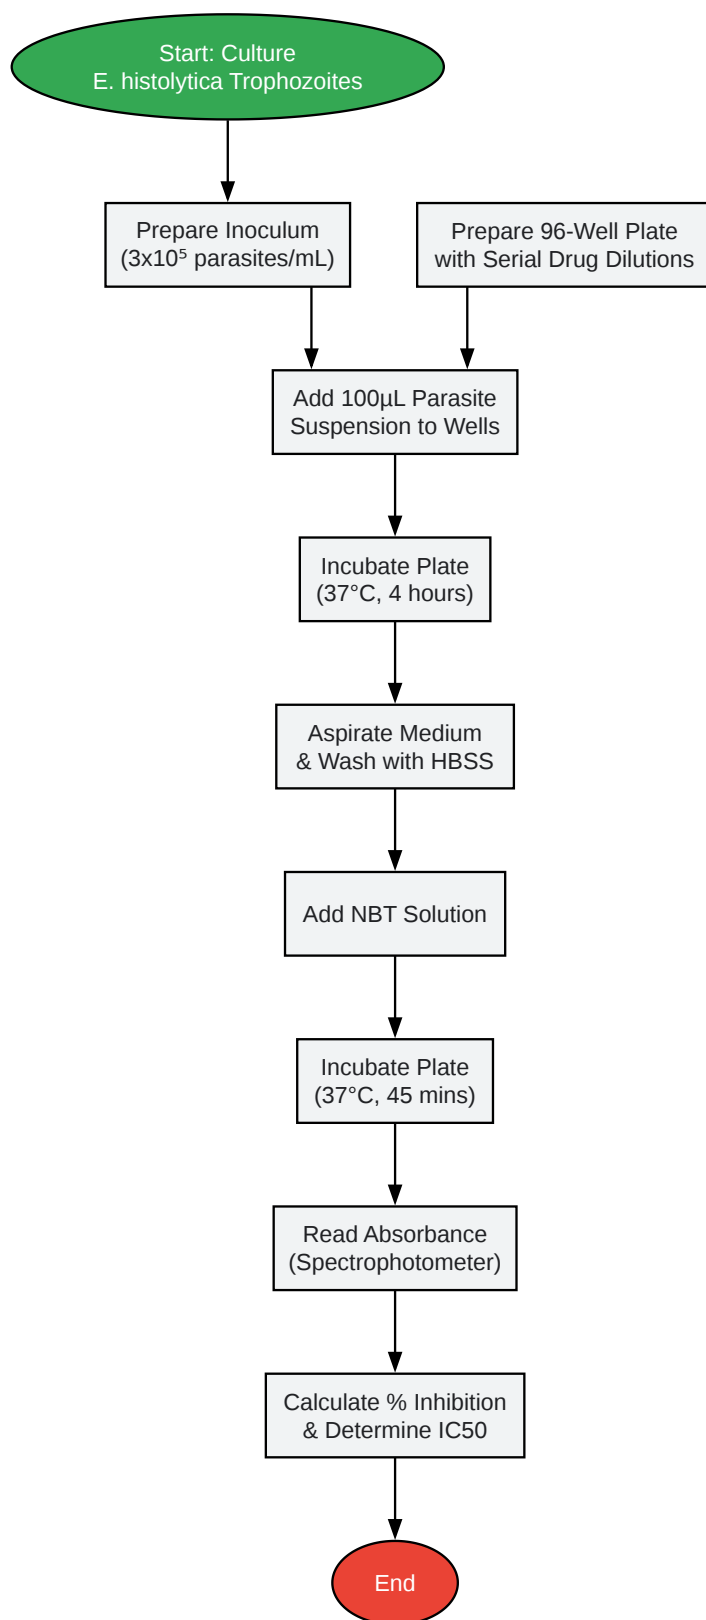 Start: Culture
E. histolytica Trophozoites
Prepare Inoculum
(3x10⁵ parasites/mL)
Prepare 96-Well Plate
with Serial Drug Dilutions
Add 100µL Parasite
Suspension to Wells
Incubate Plate
(37°C, 4 hours)
Aspirate Medium
& Wash with HBSS
Add NBT Solution
Incubate Plate
(37°C, 45 mins)
Read Absorbance
(Spectrophotometer)
Calculate % Inhibition
& Determine IC50
End